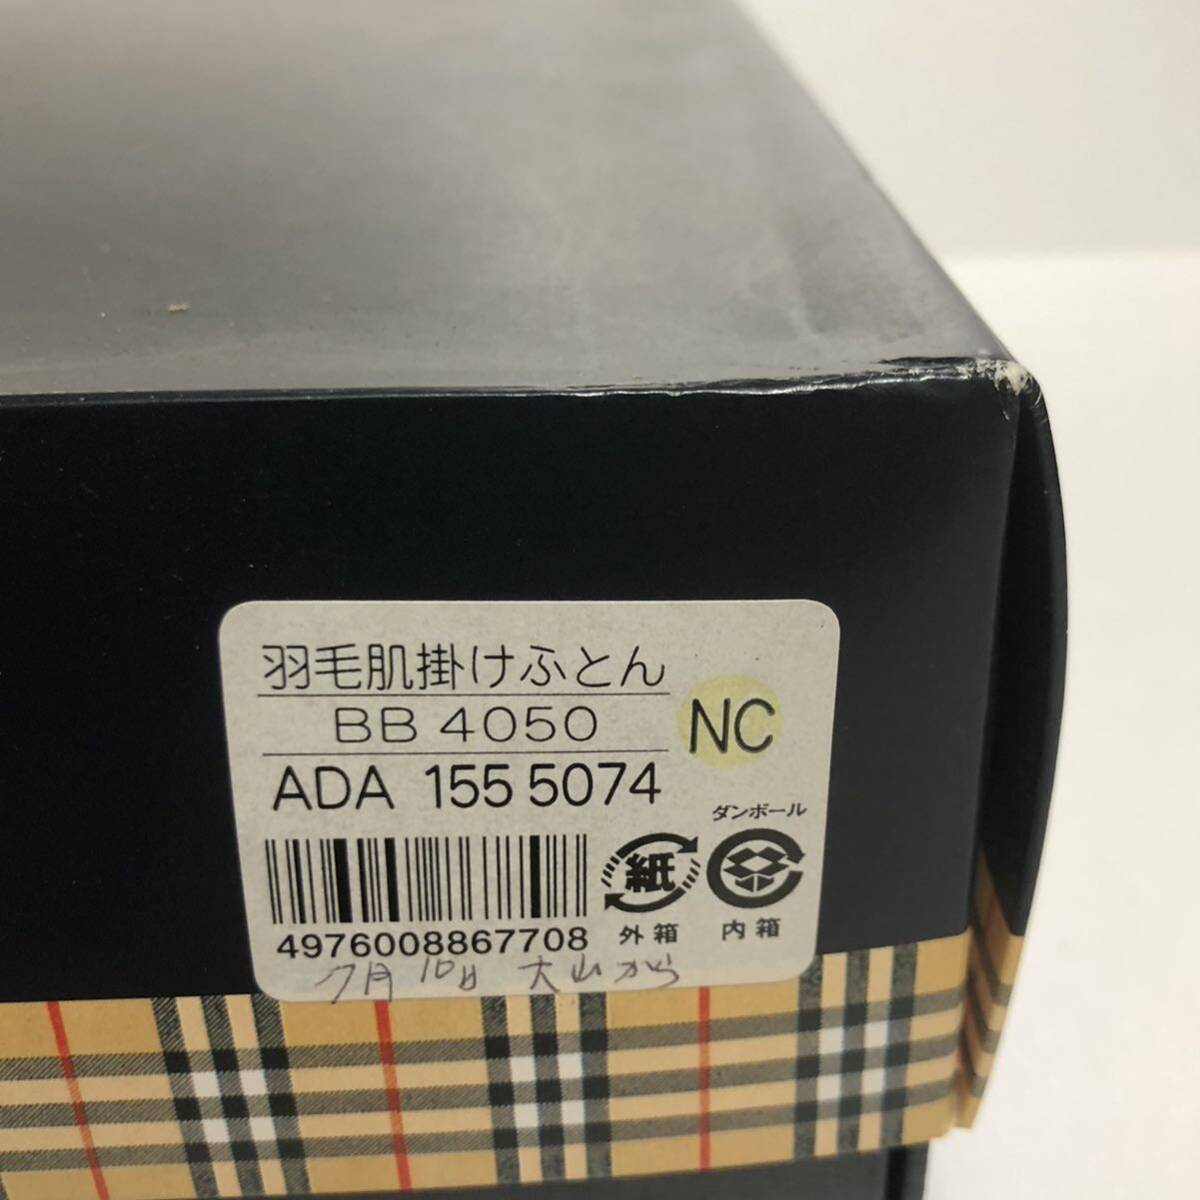 羽毛肌掛けふとん
BB 4050
NC
ADA 155 5074
ダンボール
紙
4976008867708
外箱
内箱
7月10日 大山から